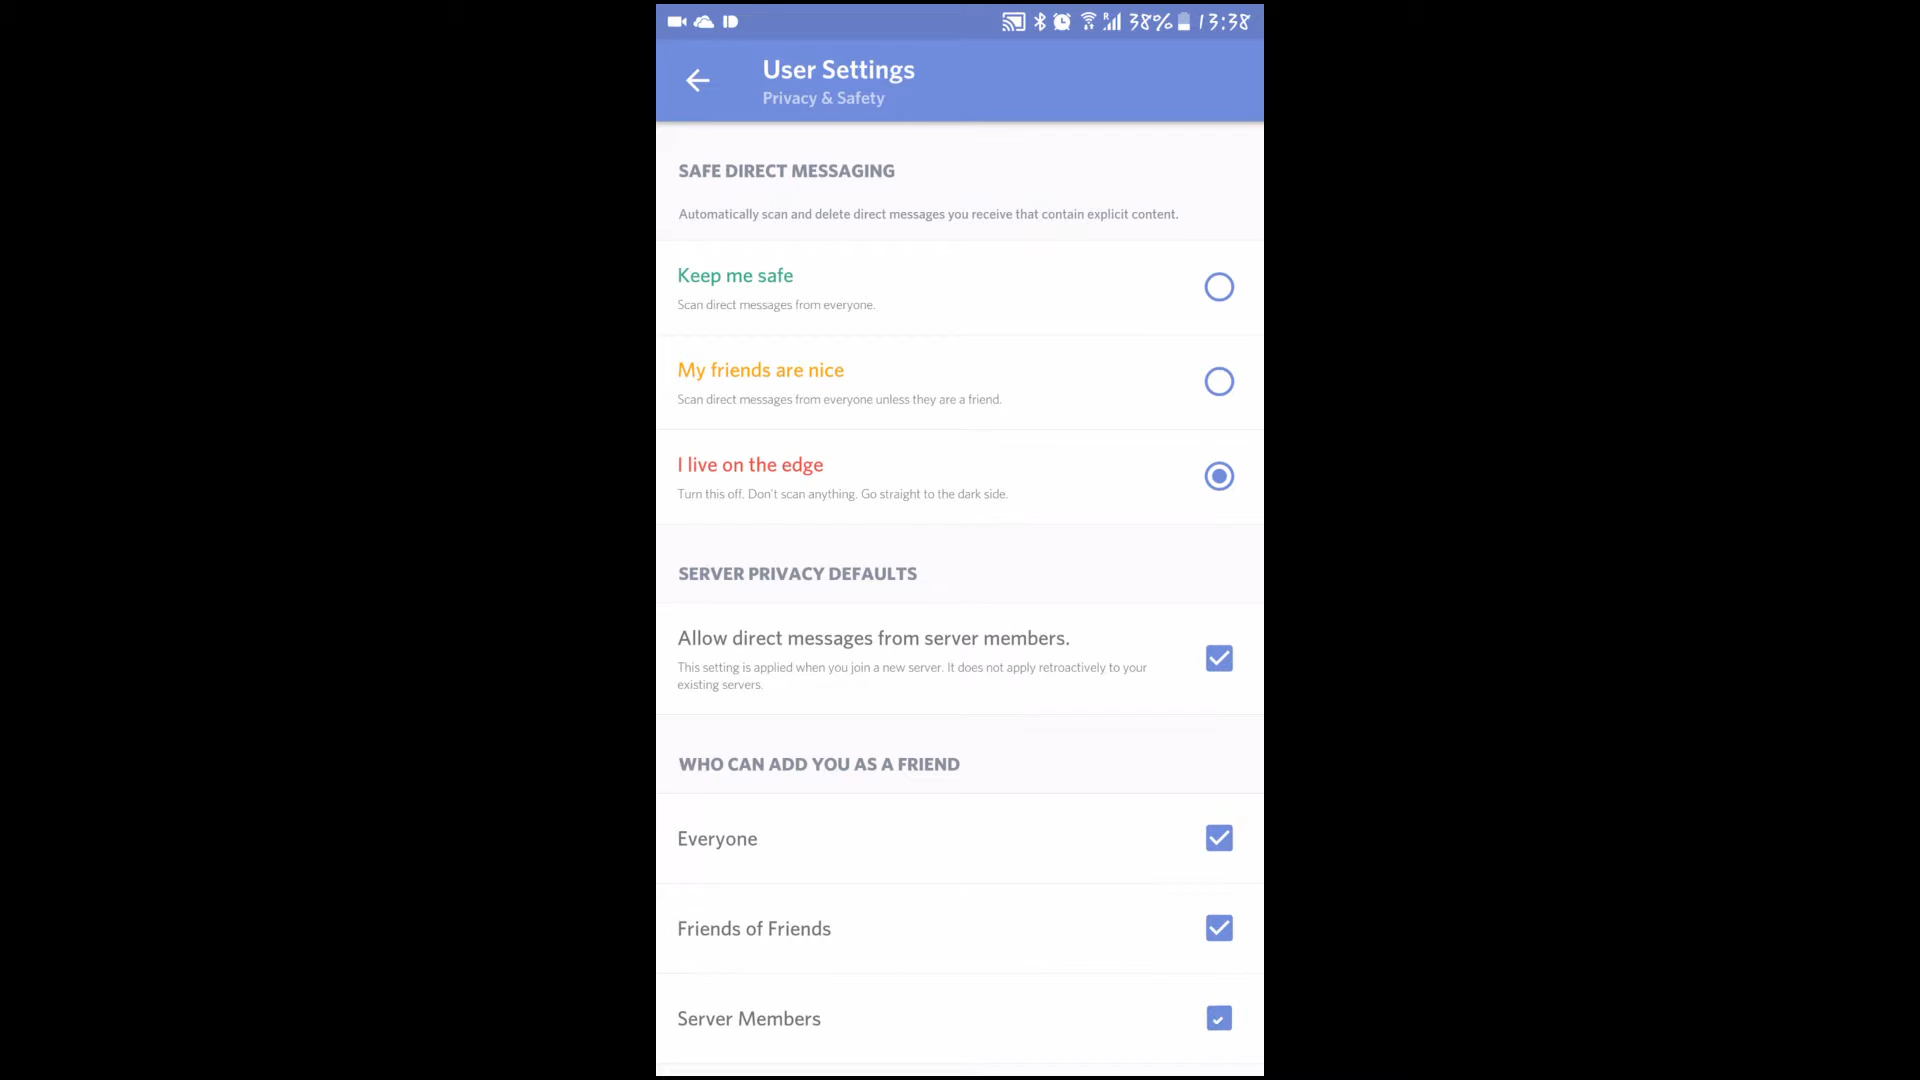 38% 13:38
User Settings
Privacy & Safety
SAFE DIRECT MESSAGING
Automatically scan and delete direct messages you receive that contain explicit content.
Keep me safe
Scan direct messages from everyone.
My friends are nice
Scan direct messages from everyone unless they are a friend.
I live on the edge
Turn this off. Don't scan anything. Go straight to the dark side.
SERVER PRIVACY DEFAULTS
Allow direct messages from server members.
This setting is applied when you join a new server. It does not apply retroactively to your
existing servers.
WHO CAN ADD YOU AS A FRIEND
Everyone
Friends of Friends
Server Members